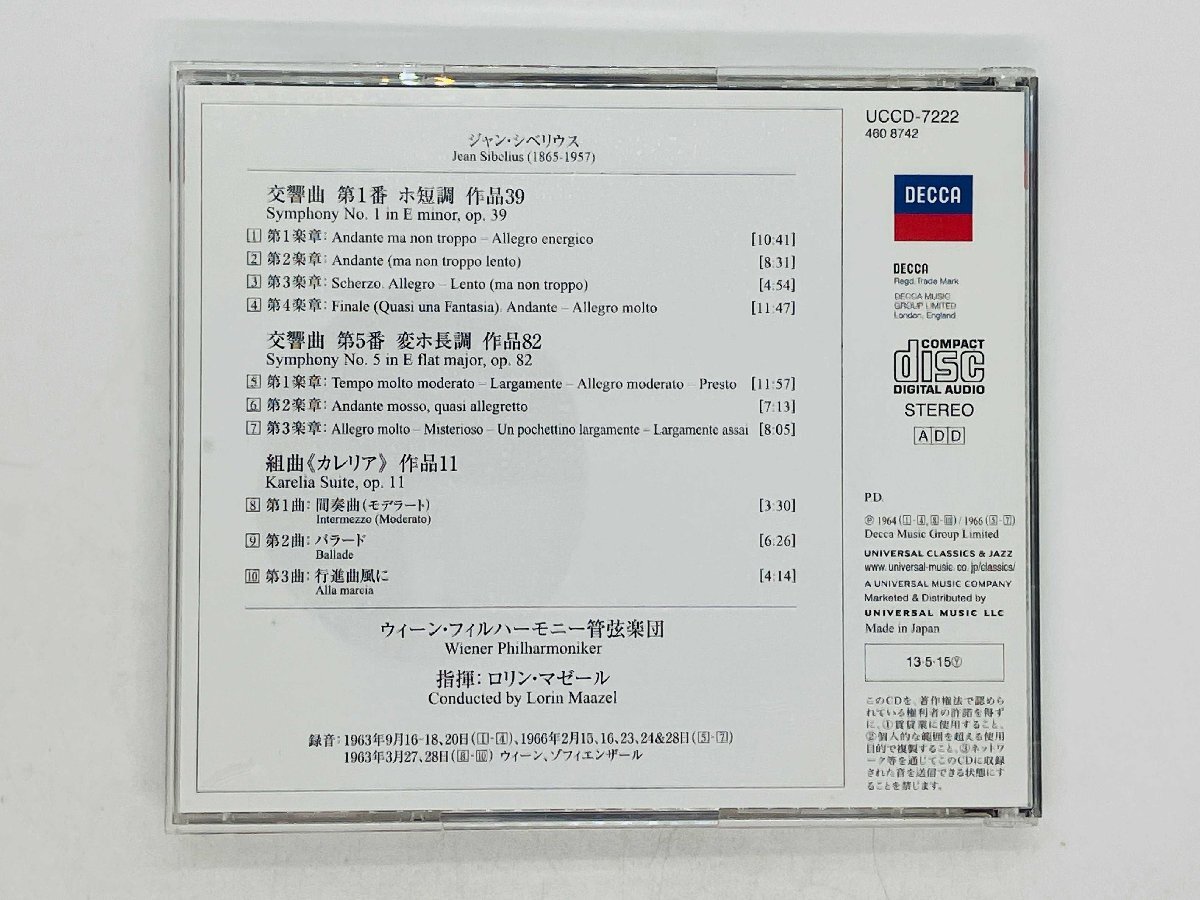 ジャン・シベリウス
Jean Sibelius (1865-1957)
交響曲 第1番 ホ短調 作品39
Symphony No. 1 in E minor, op. 39
1 第1楽章: Andante ma non troppo – Allegro energico [10:41]
2 第2楽章: Andante (ma non troppo lento) [8:31]
3 第3楽章: Scherzo. Allegro – Lento (ma non troppo) [4:54]
4 第4楽章: Finale (Quasi una Fantasia). Andante – Allegro molto [11:47]
交響曲 第5番 変ホ長調 作品82
Symphony No. 5 in E flat major, op. 82
5 第1楽章: Tempo molto moderato – Largamente – Allegro moderato – Presto [11:57]
6 第2楽章: Andante mosso, quasi allegretto [7:13]
7 第3楽章: Allegro molto – Misterioso – Un pochettino largamente – Largamente assai [8:05]
組曲《カレリア》 作品11
Karelia Suite, op. 11
8 第1曲: 間奏曲(モデラート) [3:30]
Intermezzo (Moderato)
9 第2曲: バラード [6:26]
Ballade
10 第3曲: 行進曲風に [4:14]
Alla marcia
ウィーン・フィルハーモニー管弦楽団
Wiener Philharmoniker
指揮: ロリン・マゼール
Conducted by Lorin Maazel
録音: 1963年9月16-18、20日(1-4)、1966年2月15、16、23、24&28日(5-7)
1963年3月27、28日(8-10) ウィーン、ゾフィエンザール
UCCD-7222
460 8742
DECCA
DECCA
Regd. Trade Mark
DECCA MUSIC
GROUP LIMITED
London, England
COMPACT
disc
DIGITAL AUDIO
STEREO
ADD
P.D.
℗ 1964 (1-4, 8-10) / 1966 (5-7)
Decca Music Group Limited
UNIVERSAL CLASSICS & JAZZ
www.universal-music.co.jp/classics/
A UNIVERSAL MUSIC COMPANY
Marketed & Distributed by
UNIVERSAL MUSIC LLC
Made in Japan
13·5·15Ⓨ
このCDを、著作権法で認めら
れている権利者の許諾を得ず
に、①賃貸業に使用すること、
②個人的な範囲を超える使用
目的で複製すること、③ネットワ
ーク等を通じてこのCDに収録
された音を送信できる状態にす
ることを禁じます。